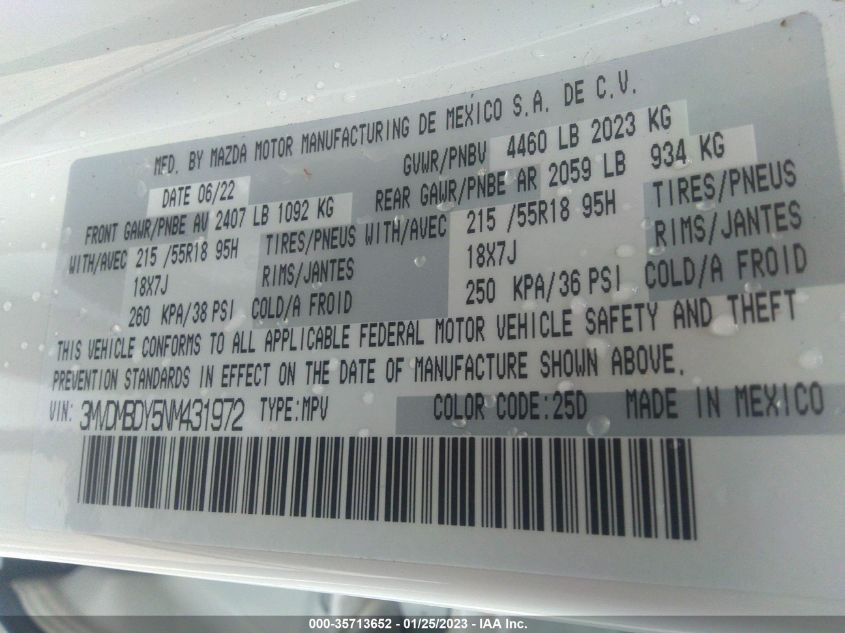 MFD. BY MAZDA MOTOR MANUFACTURING DE MEXICO S.A. DE C.V.
DATE 06/22 GVWR/PNBV 4460 LB 2023 KG
FRONT GAWR/PNBE AV 2407 LB 1092 KG REAR GAWR/PNBE AR 2059 LB 934 KG
WITH/AVEC 215 /55R18 95H TIRES/PNEUS WITH/AVEC 215 /55R18 95H TIRES/PNEUS
18X7J RIMS/JANTES 18X7J RIMS/JANTES
260 KPA/38 PSI COLD/A FROID 250 KPA/36 PSI COLD/A FROID
THIS VEHICLE CONFORMS TO ALL APPLICABLE FEDERAL MOTOR VEHICLE SAFETY AND THEFT
PREVENTION STANDARDS IN EFFECT ON THE DATE OF MANUFACTURE SHOWN ABOVE.
VIN: 3MVDMBDY5NM431972 TYPE:MPV COLOR CODE:25D MADE IN MEXICO
000-35713652 - 01/25/2023 - IAA Inc.